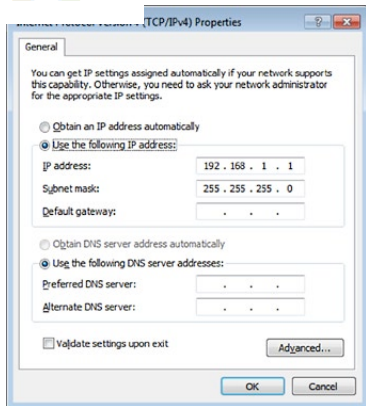 (TCP/IPv4) Properties
General
You can get IP settings assigned automatically if your network supports
this capability. Otherwise, you need to ask your network administrator
for the appropriate IP settings.
Obtain an IP address automatically
Use the following IP address:
IP address: 192 . 168 . 1 . 1
Subnet mask: 255 . 255 . 255 . 0
Default gateway: . . .
Obtain DNS server address automatically
Use the following DNS server addresses:
Preferred DNS server: . . .
Alternate DNS server: . . .
Validate settings upon exit
Advanced...
OK Cancel